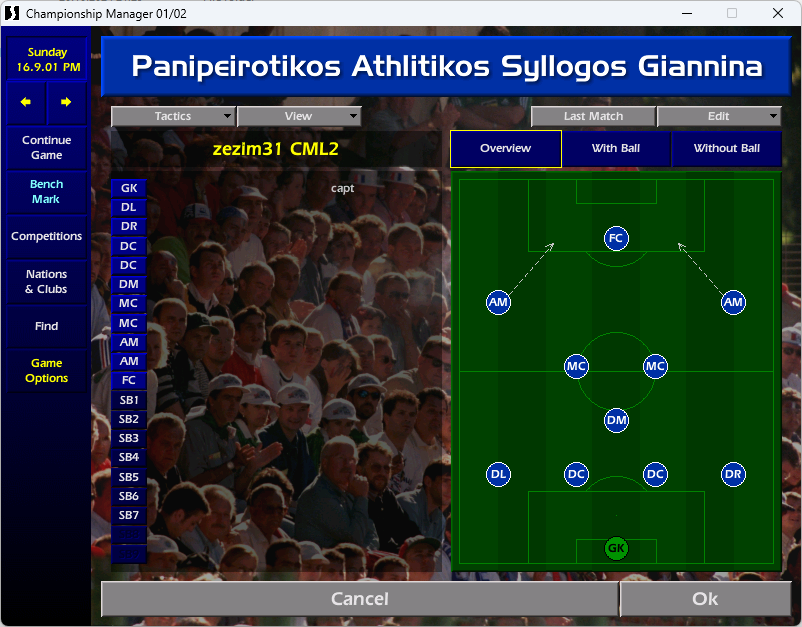 Championship Manager 01/02
Sunday
16.9.01 PM
Panipeirotikos Athlitikos Syllogos Giannina
Continue
Game
Bench
Mark
Competitions
Nations
& Clubs
Find
Game
Options
Tactics
View
Last Match
Edit
zezim31 CML2
Overview
With Ball
Without Ball
GK
capt
DL
DR
DC
DC
DM
MC
MC
AM
AM
FC
SB1
SB2
SB3
SB4
SB5
SB6
SB7
FC
AM
AM
MC
MC
DM
DL
DC
DC
DR
GK
Cancel
Ok